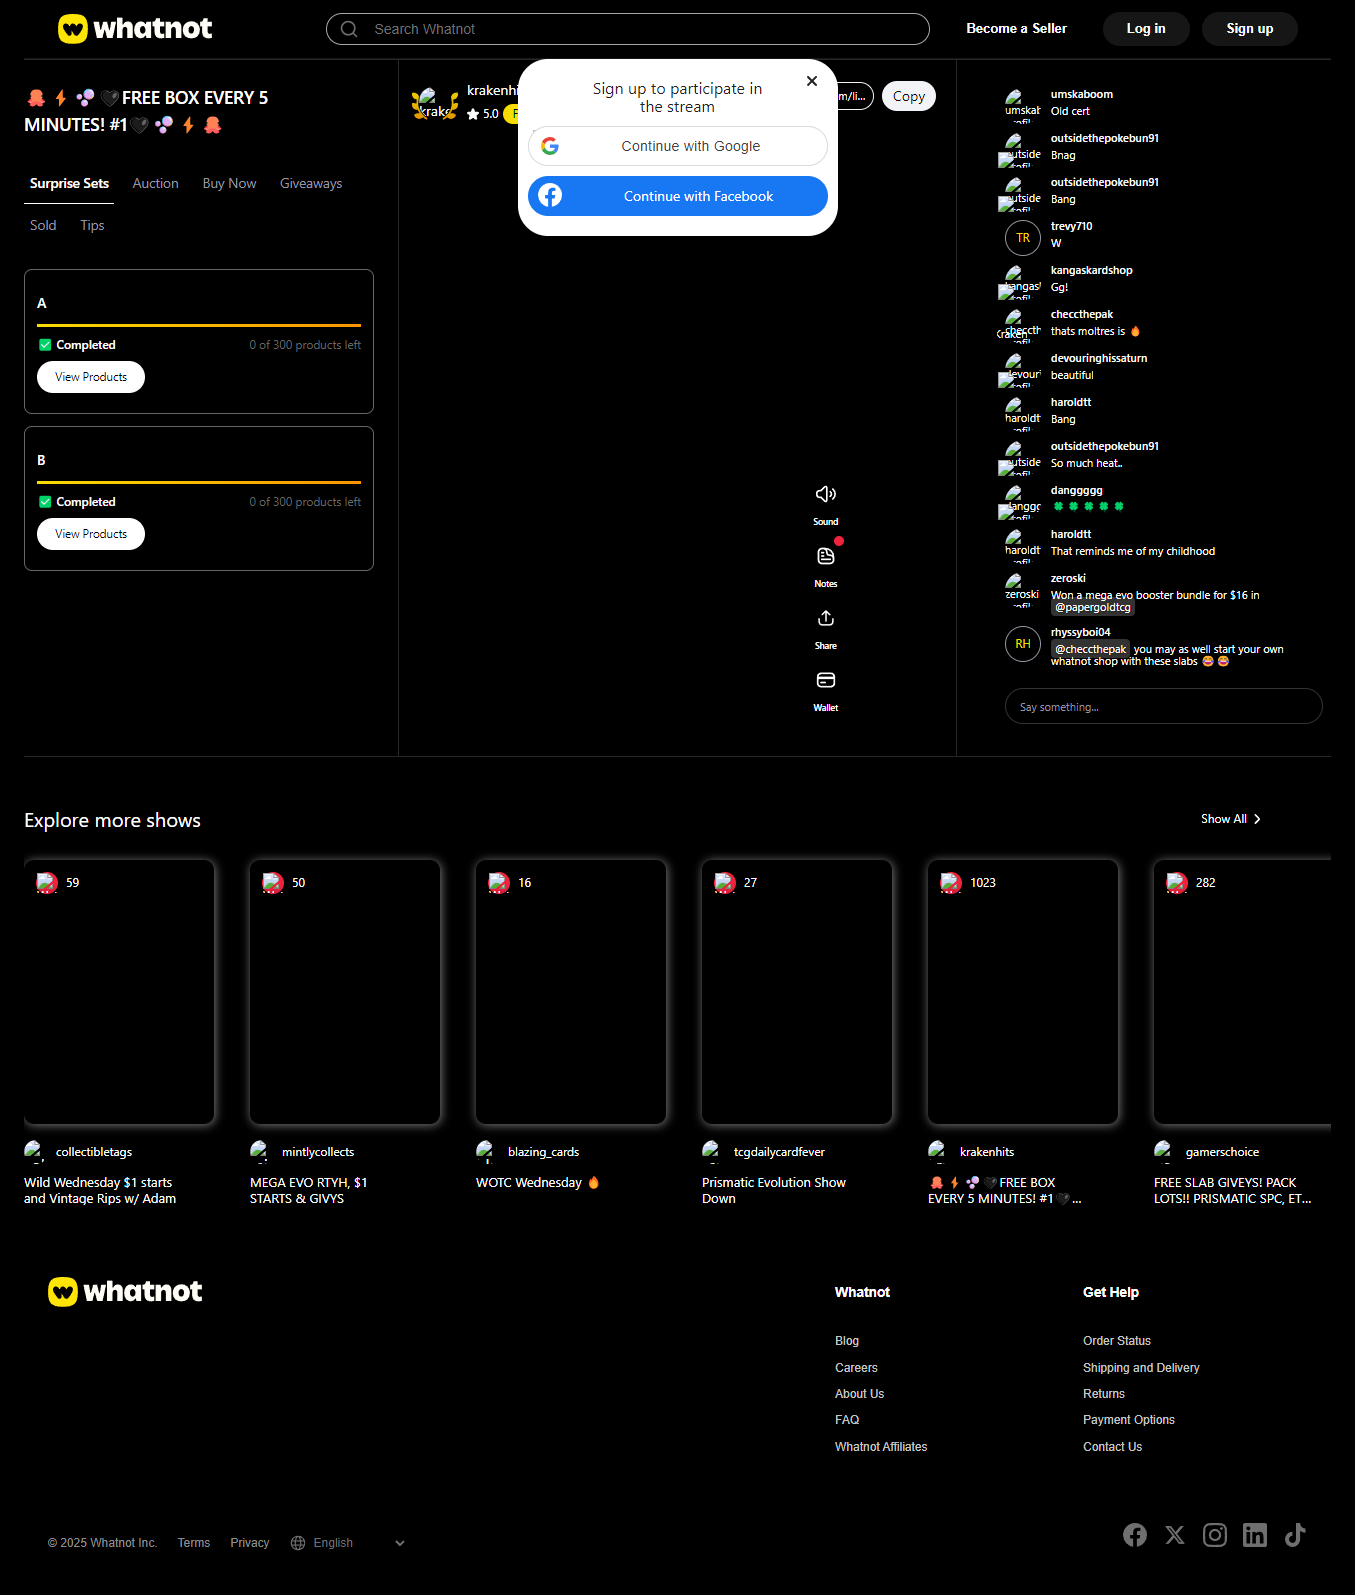 whatnot
Search Whatnot
Become a Seller
Log in
Sign up
🐙⚡🫧🖤FREE BOX EVERY 5
MINUTES! #1🖤🫧⚡🐙
Surprise Sets
Auction
Buy Now
Giveaways
Sold
Tips
A
✅ Completed
0 of 300 products left
View Products
B
✅ Completed
0 of 300 products left
View Products
krakenhi
5.0
Sign up to participate in
the stream
Continue with Google
Continue with Facebook
m/li...
Copy
Sound
Notes
Share
Wallet
umskaboom
Old cert
outsidethepokebun91
Bnag
outsidethepokebun91
Bang
TR
trevy710
W
kangaskardshop
Gg!
checcthepak
thats moltres is 🔥
devouringhissaturn
beautiful
haroldtt
Bang
outsidethepokebun91
So much heat..
danggggg
🍀🍀🍀🍀🍀
haroldtt
That reminds me of my childhood
zeroski
Won a mega evo booster bundle for $16 in
@papergoldtcg
RH
rhyssyboi04
@checcthepak you may as well start your own
whatnot shop with these slabs 😂😂
Say something...
Explore more shows
Show All
59
50
16
27
1023
282
collectibletags
Wild Wednesday $1 starts
and Vintage Rips w/ Adam
mintlycollects
MEGA EVO RTYH, $1
STARTS & GIVYS
blazing_cards
WOTC Wednesday 🔥
tcgdailycardfever
Prismatic Evolution Show
Down
krakenhits
🐙⚡🫧🖤FREE BOX
EVERY 5 MINUTES! #1🖤...
gamerschoice
FREE SLAB GIVEYS! PACK
LOTS!! PRISMATIC SPC, ET...
whatnot
Whatnot
Blog
Careers
About Us
FAQ
Whatnot Affiliates
Get Help
Order Status
Shipping and Delivery
Returns
Payment Options
Contact Us
© 2025 Whatnot Inc.
Terms
Privacy
English